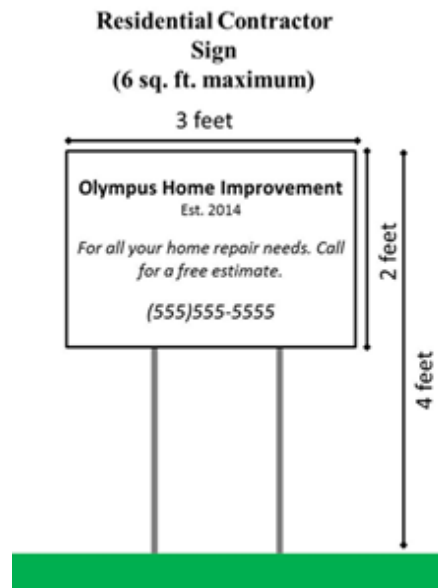 Residential Contractor
Sign
(6 sq. ft. maximum)
3 feet
Olympus Home Improvement
Est. 2014
For all your home repair needs. Call
for a free estimate.
(555)555-5555
2 feet
4 feet